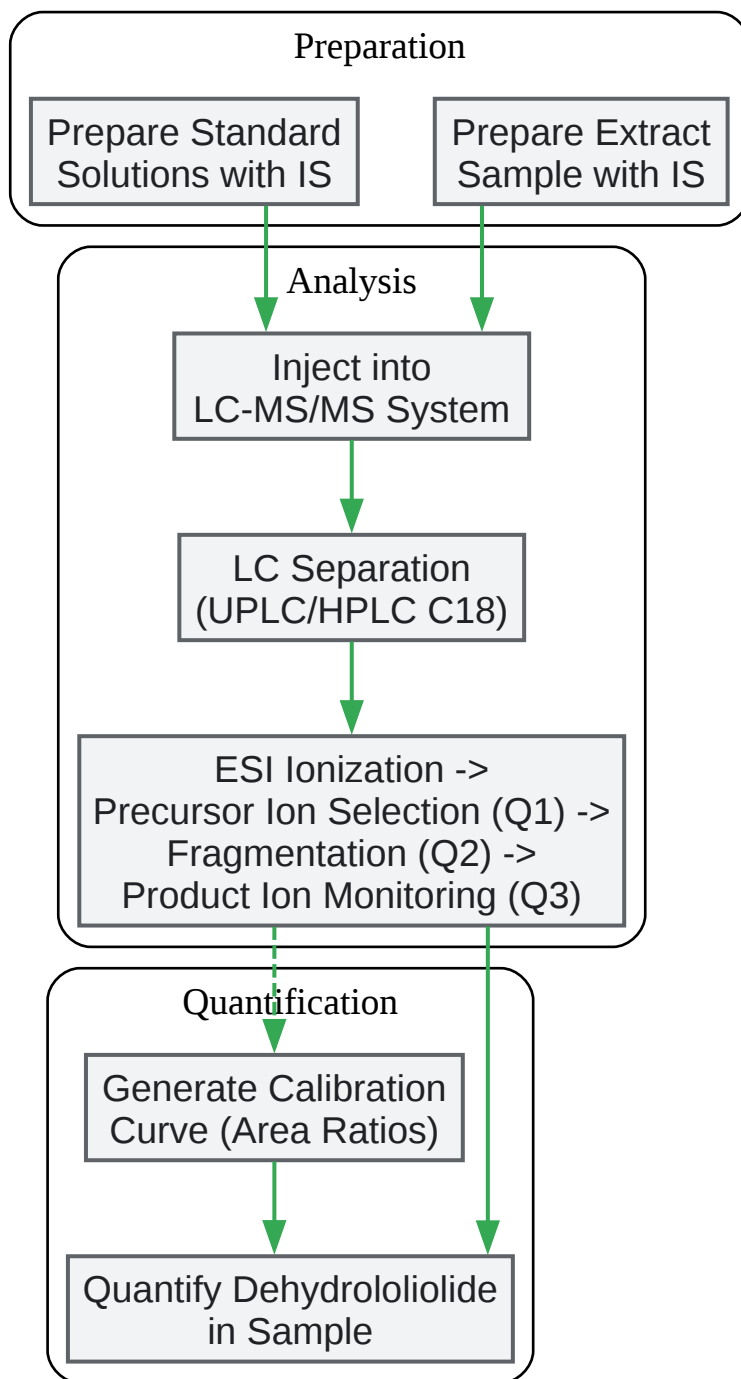 Preparation
Prepare Standard
Solutions with IS
Prepare Extract
Sample with IS
Analysis
Inject into
LC-MS/MS System
LC Separation
(UPLC/HPLC C18)
ESI Ionization ->
Precursor Ion Selection (Q1) ->
Fragmentation (Q2) ->
Product Ion Monitoring (Q3)
Quantification
Generate Calibration
Curve (Area Ratios)
Quantify Dehydrololiolide
in Sample